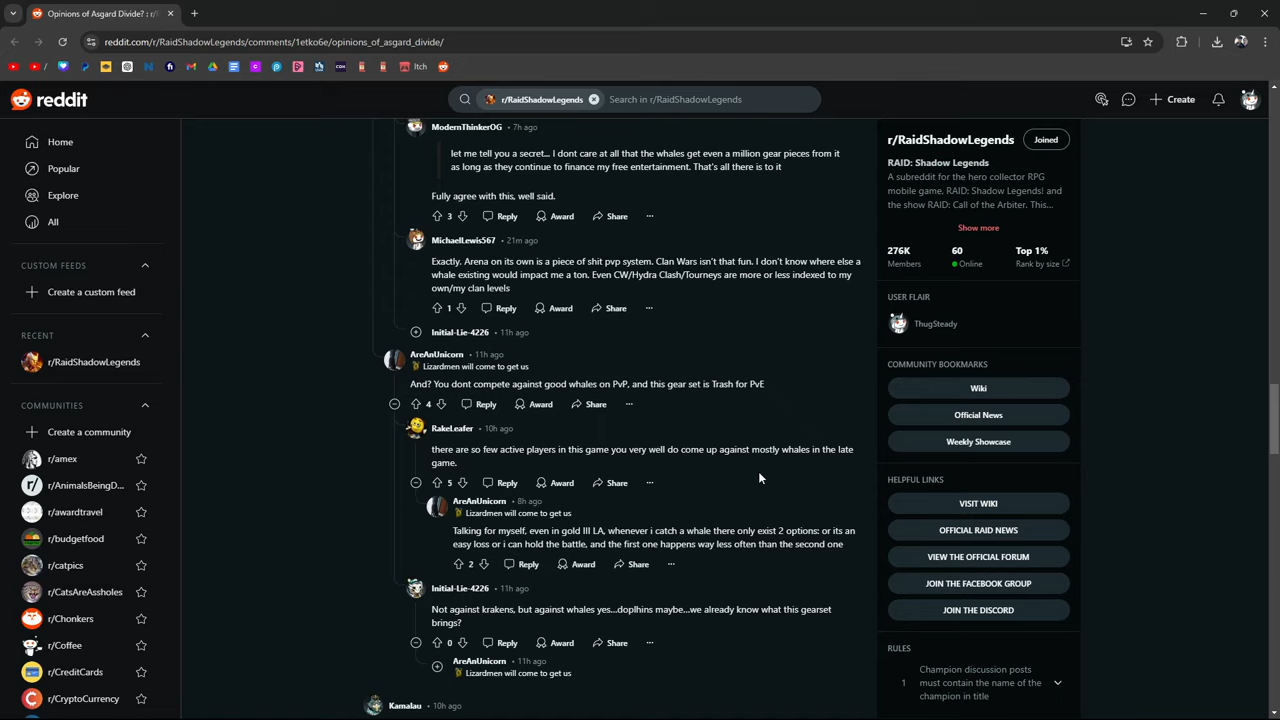 Opinions of Asgard Divide? : r/
reddit.com/r/RaidShadowLegends/comments/1etko6e/opinions_of_asgard_divide/
Itch
reddit
r/RaidShadowLegends
Search in r/RaidShadowLegends
Create
Home
Popular
Explore
All
CUSTOM FEEDS
Create a custom feed
RECENT
r/RaidShadowLegends
COMMUNITIES
Create a community
r/amex
r/AnimalsBeingD...
r/awardtravel
r/budgetfood
r/catpics
r/CatsAreAssholes
r/Chonkers
r/Coffee
r/CreditCards
r/CryptoCurrency
ModernThinkerOG • 7h ago
let me tell you a secret... I dont care at all that the whales get even a million gear pieces from it
as long as they continue to finance my free entertainment. That's all there is to it
Fully agree with this, well said.
3 Reply Award Share
MichaelLewis567 • 21m ago
Exactly. Arena on its own is a piece of shit pvp system. Clan Wars isn't that fun. I don't know where else a
whale existing would impact me a ton. Even CW/Hydra Clash/Tourneys are more or less indexed to my
own/my clan levels
1 Reply Award Share
Initial-Lie-4226 • 11h ago
AreAnUnicorn • 11h ago
Lizardmen will come to get us
And? You dont compete against good whales on PvP, and this gear set is Trash for PvE
4 Reply Award Share
RakeLeafer • 10h ago
there are so few active players in this game you very well do come up against mostly whales in the late
game.
5 Reply Award Share
AreAnUnicorn • 8h ago
Lizardmen will come to get us
Talking for myself, even in gold III LA, whenever i catch a whale there only exist 2 options: or its an
easy loss or i can hold the battle, and the first one happens way less often than the second one
2 Reply Award Share
Initial-Lie-4226 • 11h ago
Not against krakens, but against whales yes...doplhins maybe...we already know what this gearset
brings?
0 Reply Award Share
AreAnUnicorn • 11h ago
Lizardmen will come to get us
Kamalau • 10h ago
r/RaidShadowLegends
Joined
RAID: Shadow Legends
A subreddit for the hero collector RPG
mobile game, RAID: Shadow Legends! and
the show RAID: Call of the Arbiter. This...
Show more
276K 60 Top 1%
Members Online Rank by size
USER FLAIR
ThugSteady
COMMUNITY BOOKMARKS
Wiki
Official News
Weekly Showcase
HELPFUL LINKS
VISIT WIKI
OFFICIAL RAID NEWS
VIEW THE OFFICIAL FORUM
JOIN THE FACEBOOK GROUP
JOIN THE DISCORD
RULES
1 Champion discussion posts
must contain the name of the
champion in title